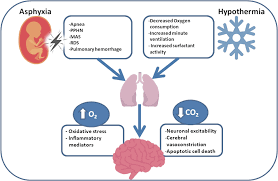 Asphyxia
Hypothermia
-Apnea
-PPHN
-MAS
-RDS
-Pulmonary hemorrhage
-Decreased Oxygen
consumption
-Increased minute
ventilation
-Increased surfactant
activity
O₂
CO₂
- Oxidative stress
- Inflammatory
mediators
-Neuronal excitability
-Cerebral
vasoconstriction
-Apoptotic cell death